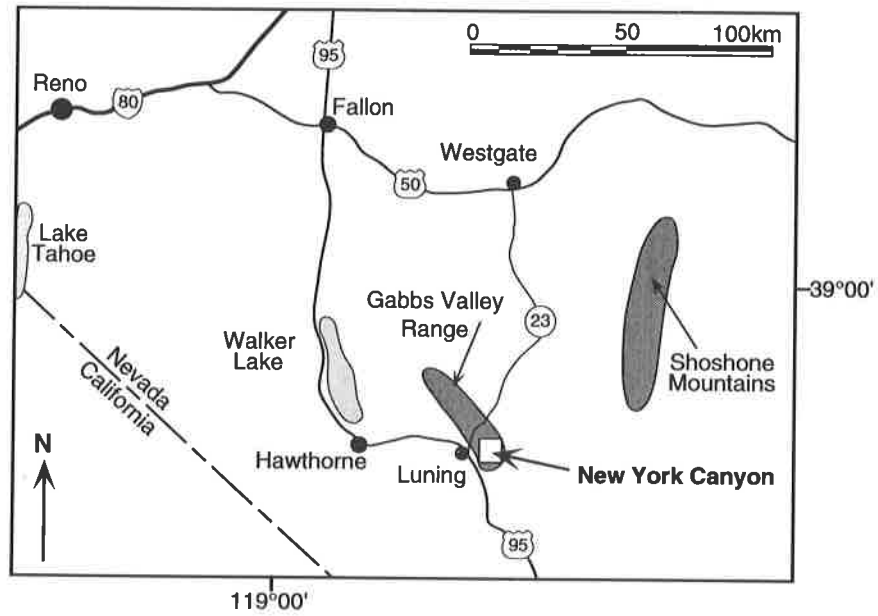 0 50 100km
95
Reno
80
Fallon
Westgate
50
Lake
Tahoe
39°00'
Gabbs Valley
Range
23
Walker
Lake
Shoshone
Mountains
Nevada
California
N
Hawthorne
Luning
New York Canyon
95
119°00'